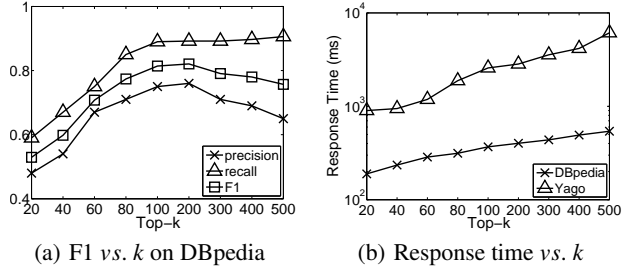 1
0.8
0.6
0.4
20 40 60 80 100 200 300 400 500
Top-k
precision
recall
F1
(a) F1 vs. k on DBpedia
Response Time (ms)
10^4
10^3
10^2
20 40 60 80 100 200 300 400 500
Top-k
DBpedia
Yago
(b) Response time vs. k